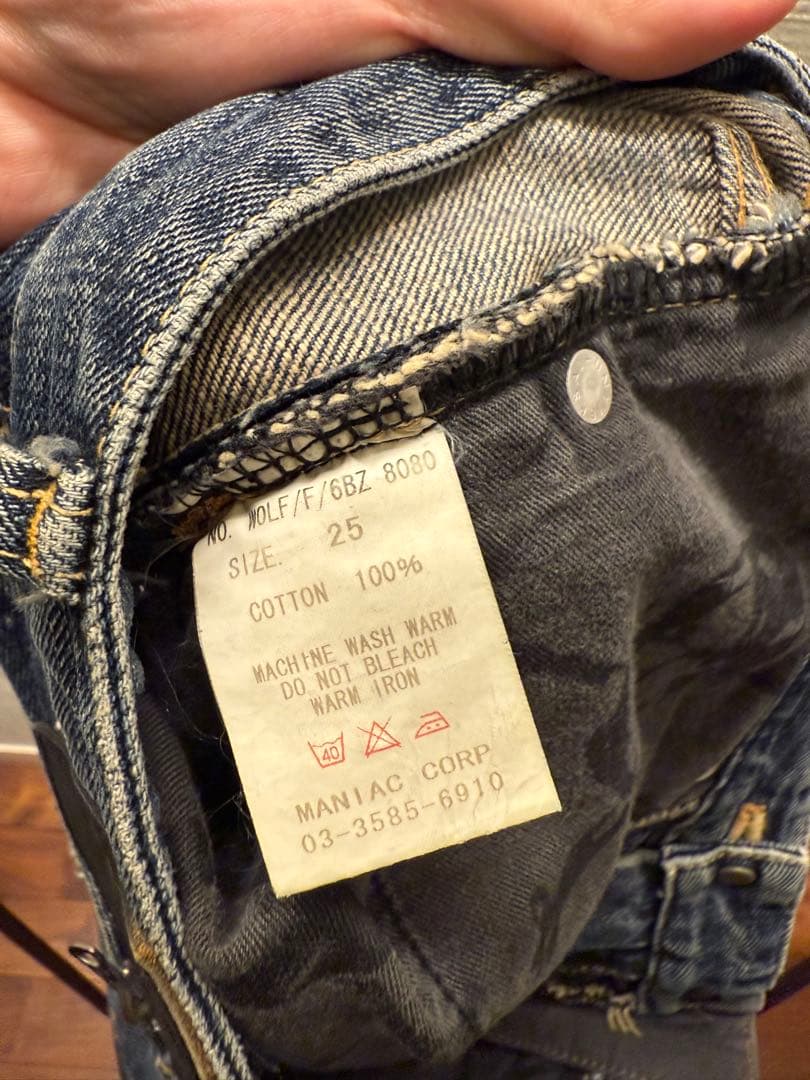 NO. WOLF/F/6BZ 8080
SIZE. 25
COTTON 100%
MACHINE WASH WARM
DO NOT BLEACH
WARM IRON
40
MANIAC CORP
03-3585-6910